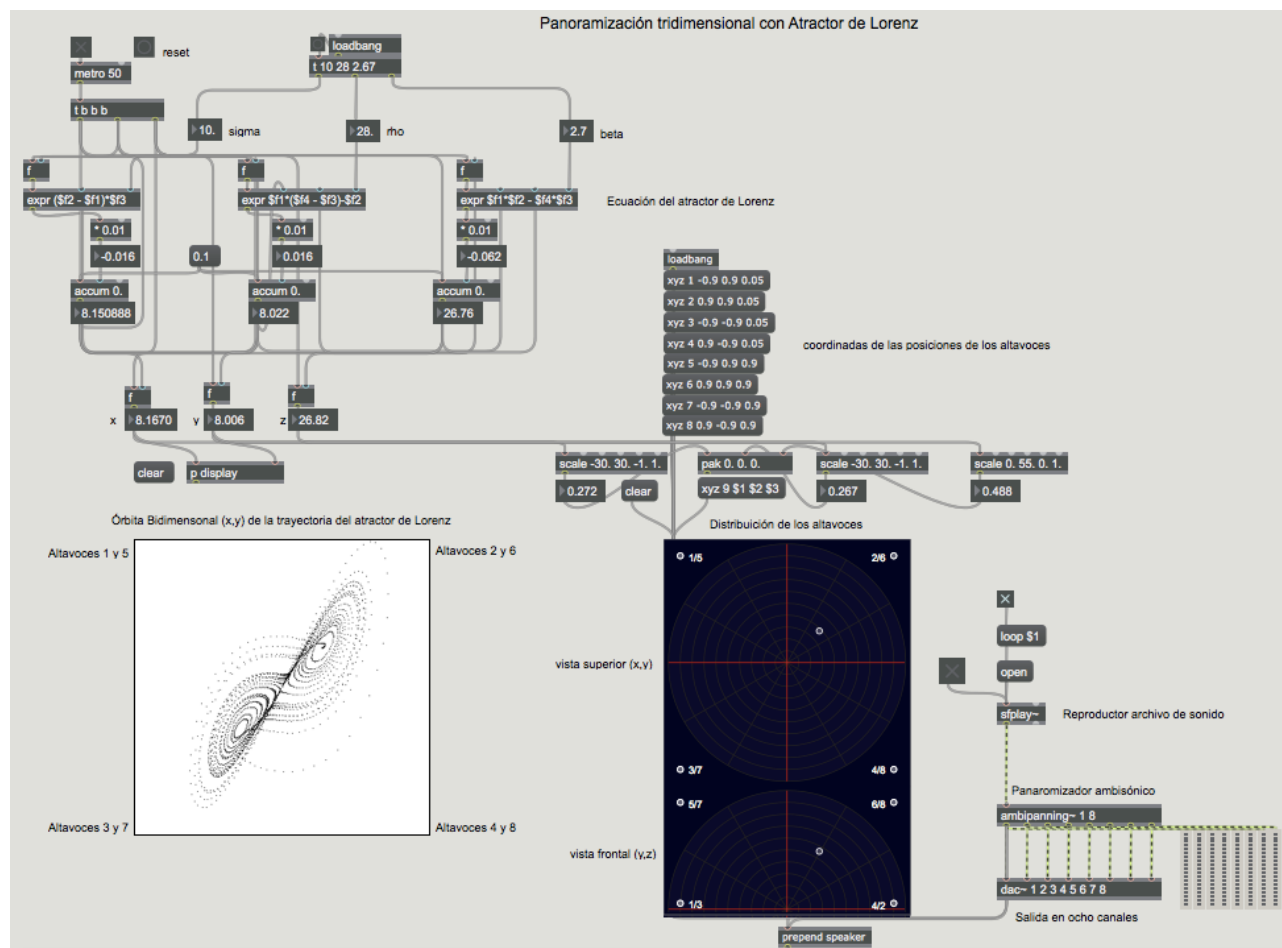 Panoramización tridimensional con Atractor de Lorenz
reset
loadbang
metro 50
t 10 28 2.67
t b b b
10.
sigma
28.
rho
2.7
beta
f
f
f
expr ($f2 - $f1)*$f3
expr $f1*($f4 - $f3)-$f2
expr $f1*$f2 - $f4*$f3
Ecuación del atractor de Lorenz
* 0.01
* 0.01
* 0.01
-0.016
0.1
0.016
-0.062
accum 0.
accum 0.
accum 0.
8.150888
8.022
26.76
loadbang
xyz 1 -0.9 0.9 0.05
xyz 2 0.9 0.9 0.05
xyz 3 -0.9 -0.9 0.05
xyz 4 0.9 -0.9 0.05
xyz 5 -0.9 0.9 0.9
xyz 6 0.9 0.9 0.9
xyz 7 -0.9 -0.9 0.9
xyz 8 0.9 -0.9 0.9
coordinadas de las posiciones de los altavoces
f
f
f
x
8.1670
y
8.006
z
26.82
clear
p display
scale -30. 30. -1. 1.
pak 0. 0. 0.
scale -30. 30. -1. 1.
scale 0. 55. 0. 1.
0.272
clear
xyz 9 $1 $2 $3
0.267
0.488
Órbita Bidimensonal (x,y) de la trayectoria del atractor de Lorenz
Distribuición de los altavoces
Altavoces 1 y 5
Altavoces 2 y 6
Altavoces 3 y 7
Altavoces 4 y 8
1/5
2/6
vista superior (x,y)
3/7
4/8
5/7
6/8
vista frontal (y,z)
1/3
4/2
loop $1
open
sfplay~
Reproductor archivo de sonido
Panaromizador ambisónico
ambipanning~ 1 8
dac~ 1 2 3 4 5 6 7 8
Salida en ocho canales
prepend speaker